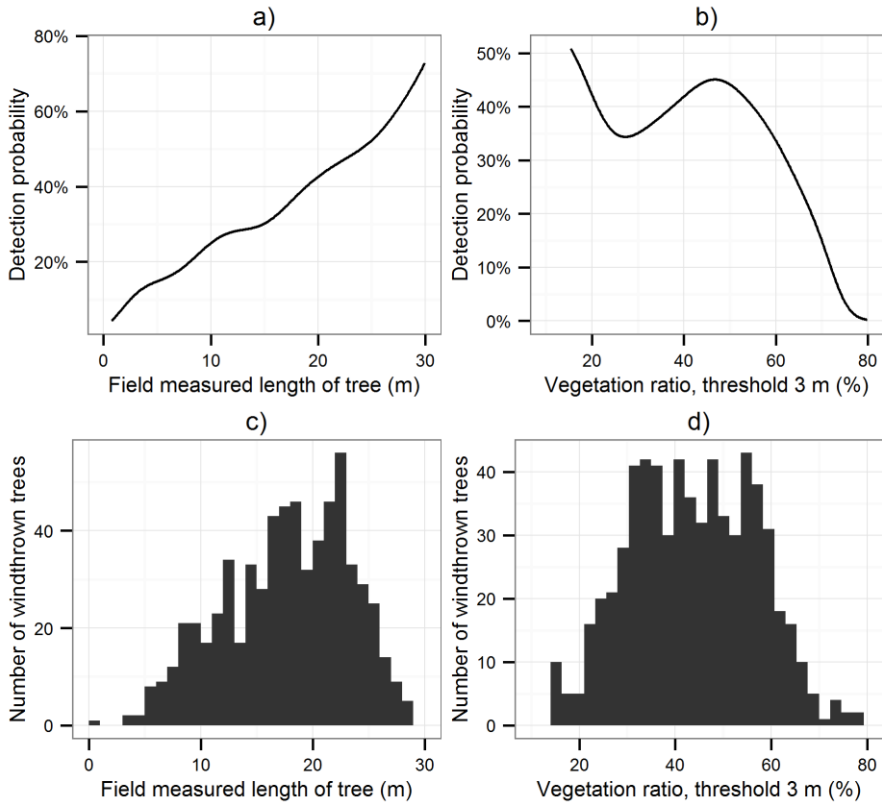 a)
80%
60%
40%
20%
Detection probability
0 10 20 30
Field measured length of tree (m)
b)
50%
40%
30%
20%
10%
0%
Detection probability
20 40 60 80
Vegetation ratio, threshold 3 m (%)
c)
40
20
0
Number of windthrown trees
0 10 20 30
Field measured length of tree (m)
d)
40
30
20
10
0
Number of windthrown trees
20 40 60 80
Vegetation ratio, threshold 3 m (%)